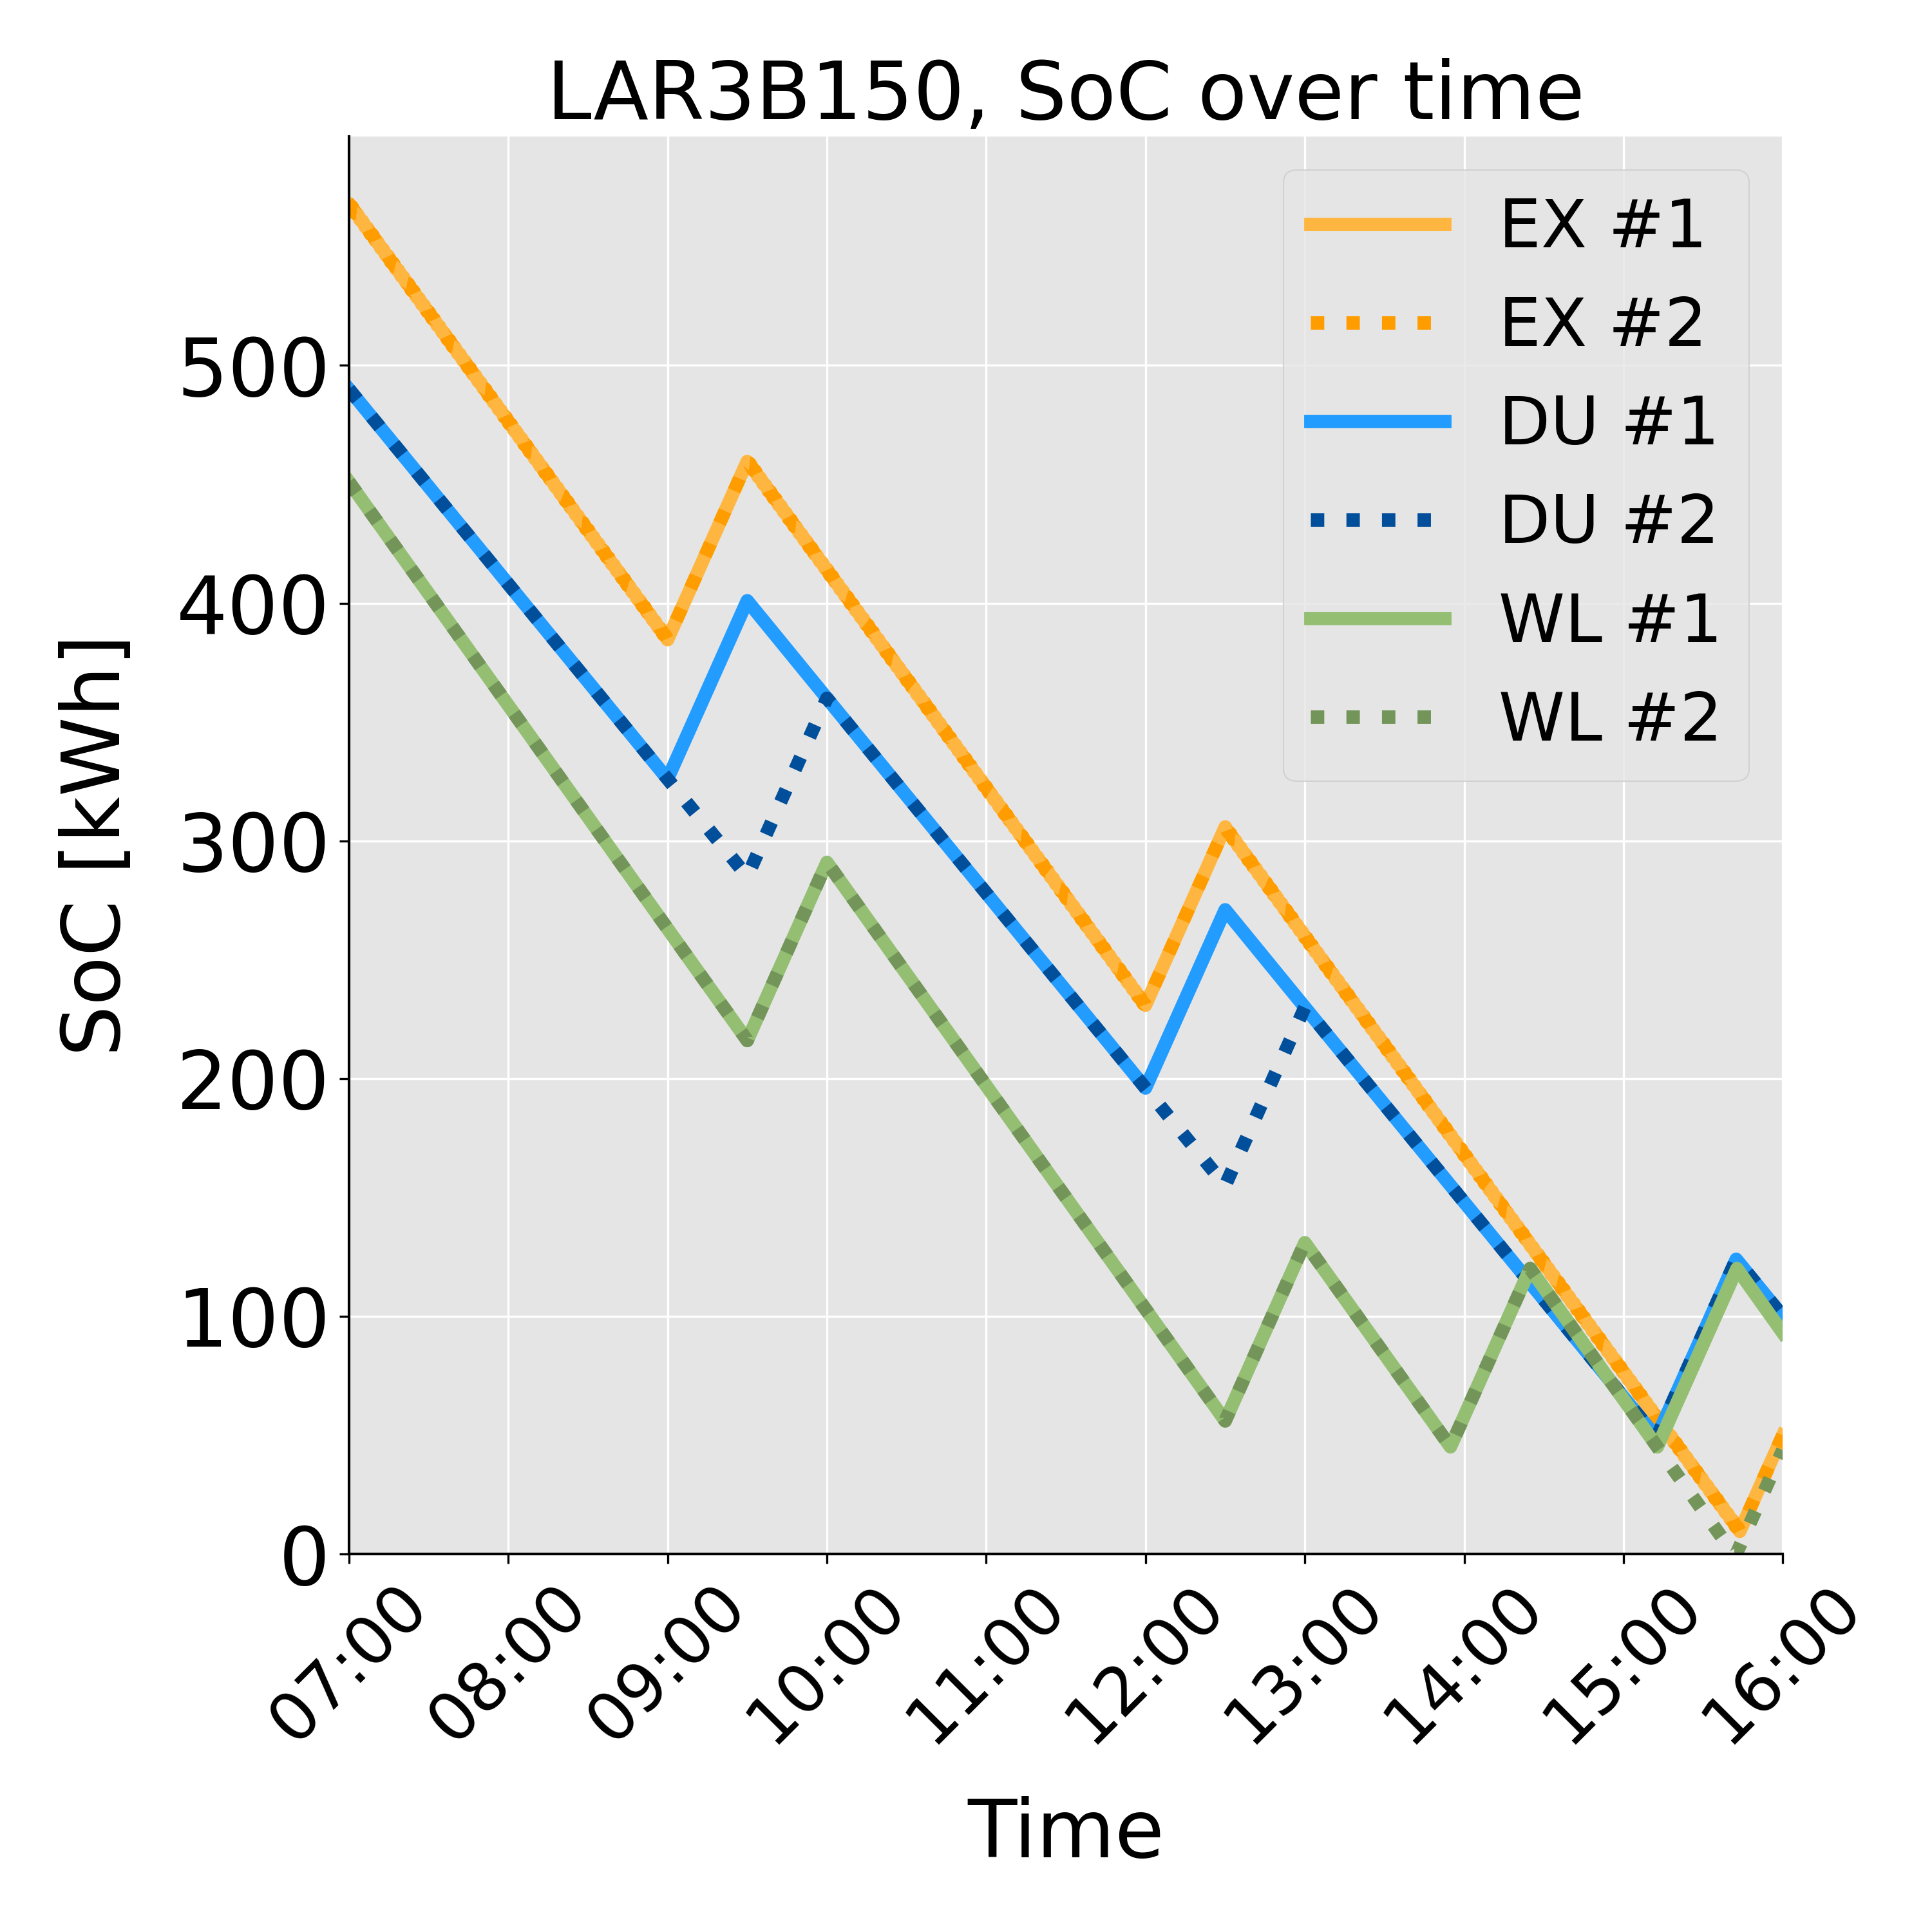 LAR3B150, SoC over time
EX #1
EX #2
DU #1
DU #2
WL #1
WL #2
SoC [kWh]
500
400
300
200
100
0
07:00
08:00
09:00
10:00
11:00
12:00
13:00
14:00
15:00
16:00
Time